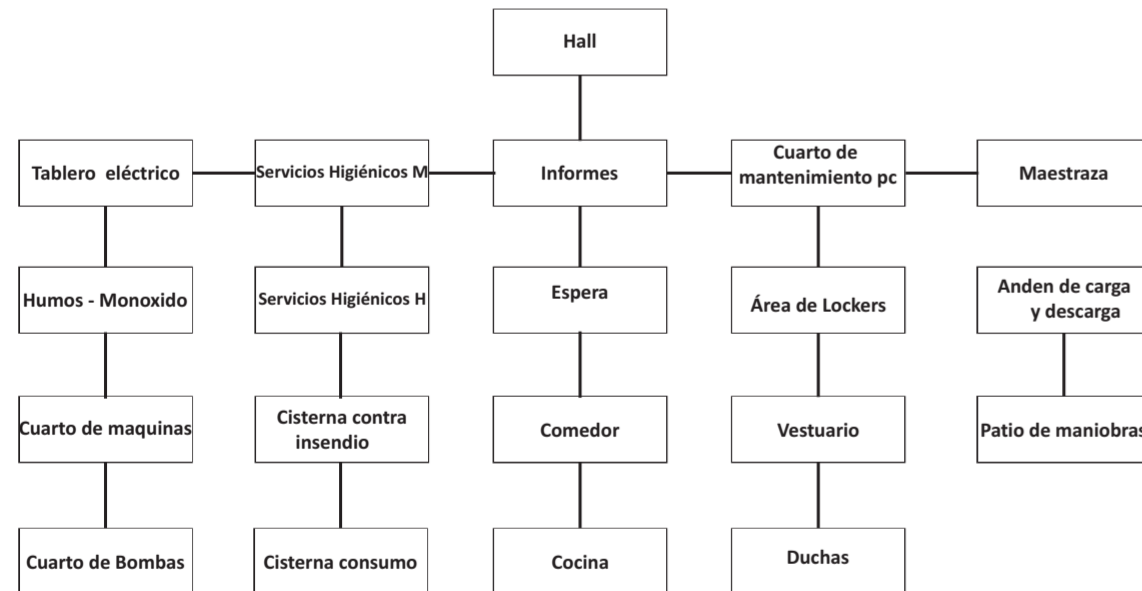 Hall
Tablero eléctrico
Servicios Higiénicos M
Informes
Cuarto de
mantenimiento pc
Maestraza
Humos - Monoxido
Servicios Higiénicos H
Espera
Área de Lockers
Anden de carga
y descarga
Cuarto de maquinas
Cisterna contra
insendio
Comedor
Vestuario
Patio de maniobras
Cuarto de Bombas
Cisterna consumo
Cocina
Duchas